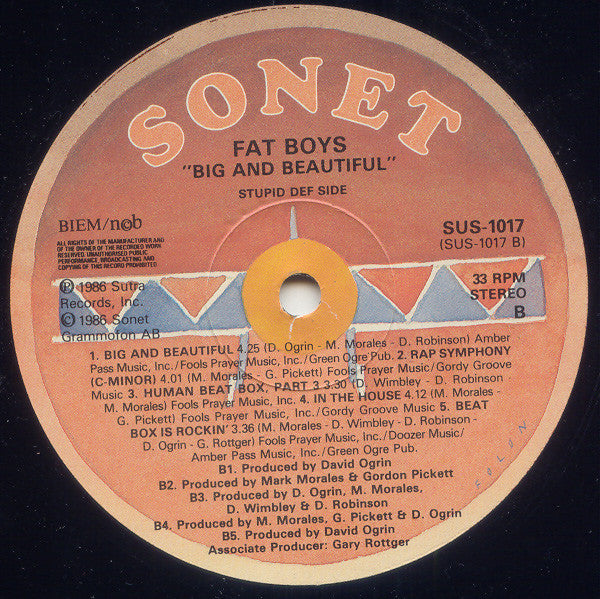 SONET
FAT BOYS
"BIG AND BEAUTIFUL"
STUPID DEF SIDE
BIEM/ncb
ALL RIGHTS OF THE MANUFACTURER AND
OF THE OWNER OF THE RECORDED WORK
RESERVED. UNAUTHORISED PUBLIC
PERFORMANCE, BROADCASTING AND
COPYING OF THIS RECORD PROHIBITED
SUS-1017
(SUS-1017 B)
℗ 1986 Sutra
Records, Inc.
© 1986 Sonet
Grammofon AB
33 RPM
STEREO
B
1. BIG AND BEAUTIFUL 4.25 (D. Ogrin - M. Morales - D. Robinson) Amber
Pass Music, Inc./Fools Prayer Music, Inc./Green Ogre Pub. 2. RAP SYMPHONY
(C-MINOR) 4.01 (M. Morales - G. Pickett) Fools Prayer Music, Inc./Gordy Groove
Music 3. HUMAN BEAT BOX, PART 3 3.30 (D. Wimbley - D. Robinson
M. Morales) Fools Prayer Music, Inc. 4. IN THE HOUSE 4.12 (M. Morales -
G. Pickett) Fools Prayer Music, Inc./Gordy Groove Music 5. BEAT
BOX IS ROCKIN' 3.36 (M. Morales - D. Wimbley - D. Robinson -
D. Ogrin - G. Rottger) Fools Prayer Music, Inc./Doozer Music/
Amber Pass Music, Inc./Green Ogre Pub.
B1. Produced by David Ogrin
B2. Produced by Mark Morales & Gordon Pickett
B3. Produced by D. Ogrin, M. Morales,
D. Wimbley & D. Robinson
B4. Produced by M. Morales, G. Pickett & D. Ogrin
B5. Produced by David Ogrin
Associate Producer: Gary Rottger
FOLON